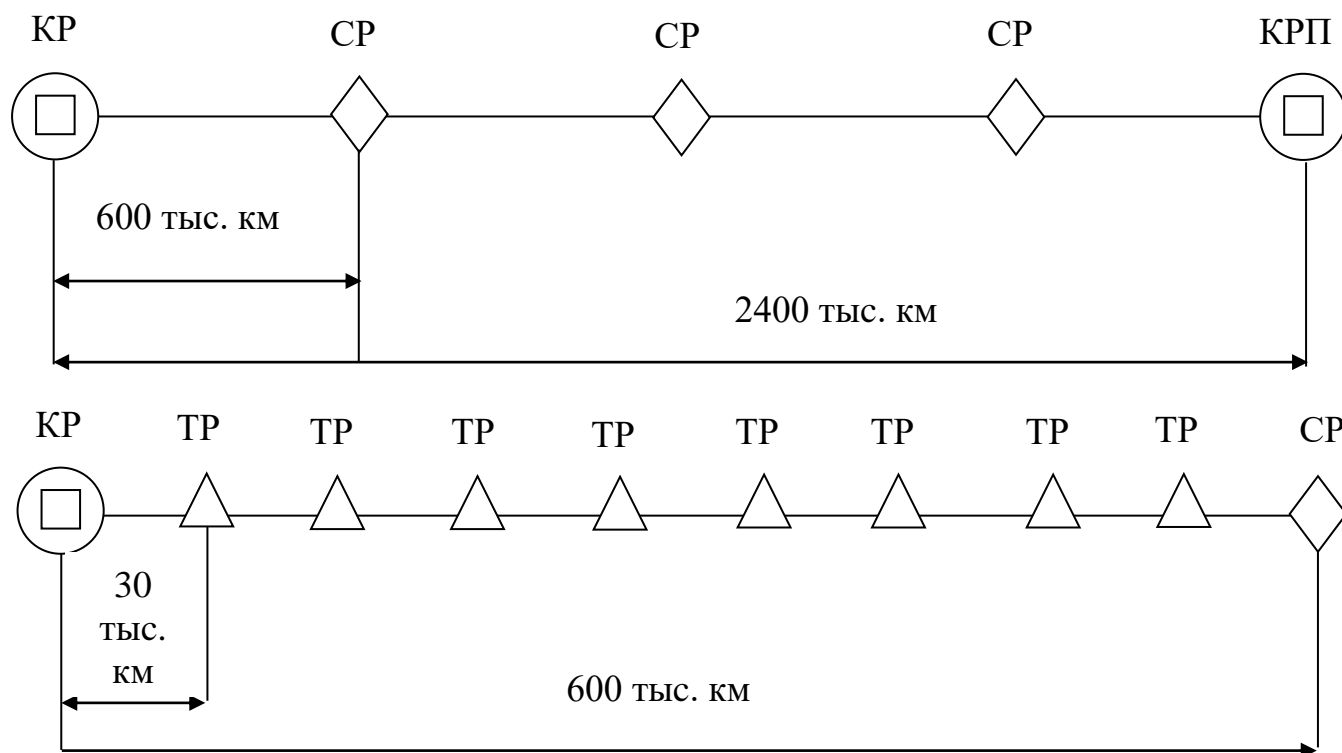 КР СР СР СР КРП
600 тыс. км
2400 тыс. км
КР ТР ТР ТР ТР ТР ТР ТР ТР СР
30
тыс.
км
600 тыс. км